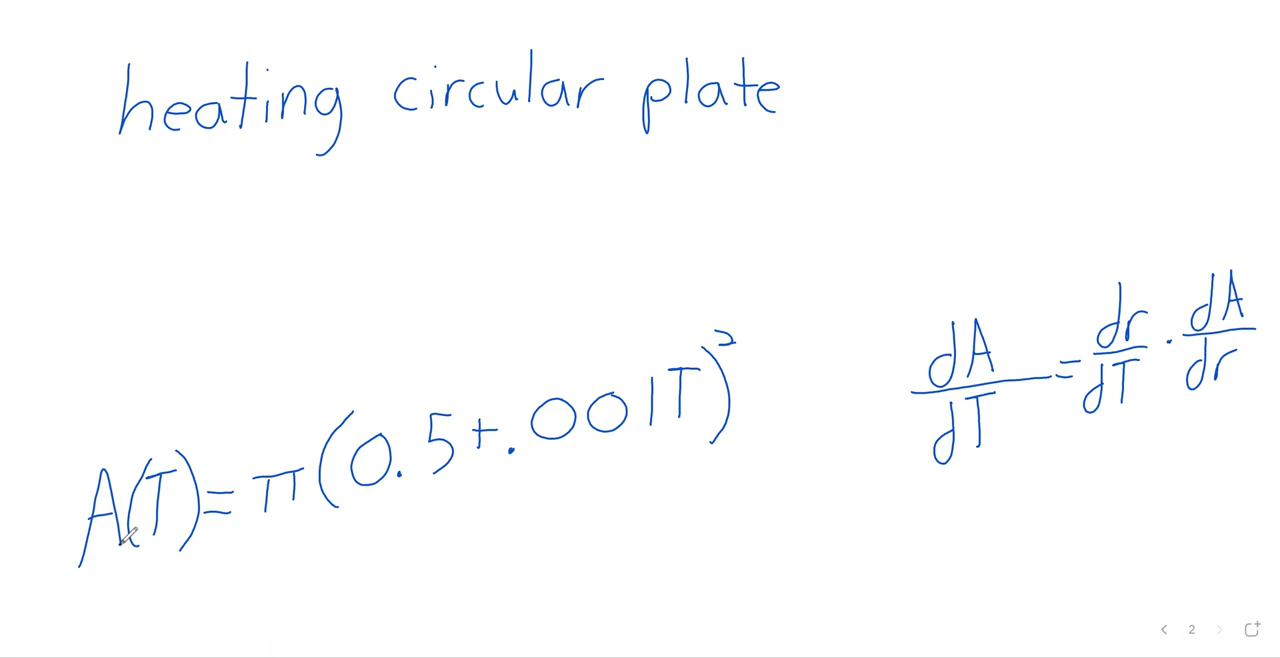 heating circular plate
A(T) = π(0.5+.001T)²
dA/dT = dr/dT · dA/dr
2